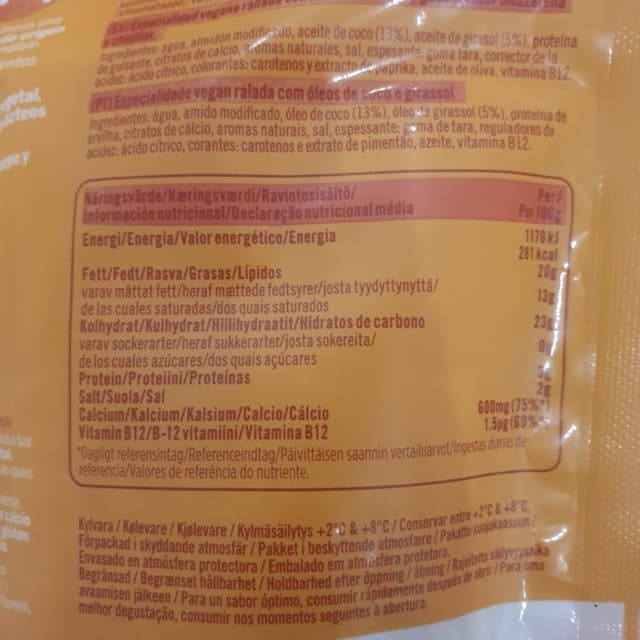 (ES) Especialidad vegana rallada
y cheddar.
Ingredientes: agua, almidón modificado, aceite de coco (13%), aceite de girasol (5%), proteína
de guisante, citratos de calcio, aromas naturales, sal, espesante: goma tara, corrector de la
acidez: ácido cítrico, colorantes: carotenos y extracto de paprika, aceite de oliva, vitamina B12.
(PT) Especialidade vegan ralada com óleos de coco e girassol
Ingredientes: água, amido modificado, óleo de coco (13%), óleo de girassol (5%), proteína de
ervilha, citratos de cálcio, aromas naturais, sal, espessante: goma de tara, reguladores de
acidez: ácido cítrico, corantes: carotenos e extrato de pimentão, azeite, vitamina B12.
Näringsvärde/Næringsværdi/Ravintosisältö/ Per/
Información nutricional/Declaração nutricional média Por 100g
Energi/Energía/Valor energético/Energia 1176 kJ
281 kcal
Fett/Fedt/Rasva/Grasas/Lípidos 20g
varav mättat fett/heraf mættede fedtsyrer/josta tyydyttynyttä/
de las cuales saturadas/dos quais saturados 13g
Kolhydrat/Kulhydrat/Hiilihydraatit/Hidratos de carbono 23g
varav sockerarter/heraf sukkerarter/josta sokereita/
de los cuales azúcares/dos quais açúcares 0g
Protein/Proteiini/Proteínas
Salt/Suola/Sal 2g
Calcium/Kalcium/Kalsium/Calcio/Cálcio 600mg (75%*)
Vitamin B12/B-12 vitamiini/Vitamina B12 1.5µg (60%*)
*Dagligt referensintag/Referenceindtag/Päivittäisen saannin vertailuarvot/Ingestas diarias de
referencia/Valores de referência do nutriente.
Kylvara / Kølevare / Kjølevare / Kylmäsäilytys +2°C & +8°C / Conservar entre +2°C & +8°C.
Förpackad i skyddande atmosfär / Pakket i beskyttende atmosfære / Pakattu suojakaasuun /
Envasado en atmósfera protectora / Embalado em atmosfera protetora.
Begränsad / Begrænset hållbarhet / Holdbarhed efter öppning / åbning / Rajoitettu säilyvyysaika
avaamisen jälkeen / Para un sabor óptimo, consumir rápidamente después de abrir / Para uma
melhor degustação, consumir nos momentos seguintes à abertura.